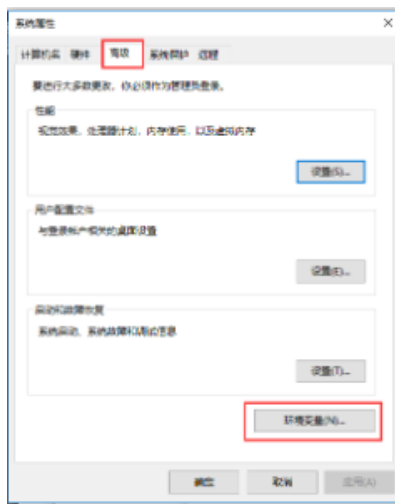 系统属性
计算机名 硬件 高级 系统保护 远程
要进行大多数更改，你必须作为管理员登录。
性能
视觉效果，处理器计划，内存使用，以及虚拟内存
设置(S)...
用户配置文件
与登录帐户相关的桌面设置
设置(E)...
启动和故障恢复
系统启动、系统故障和调试信息
设置(T)...
环境变量(N)...
确定 取消 应用(A)